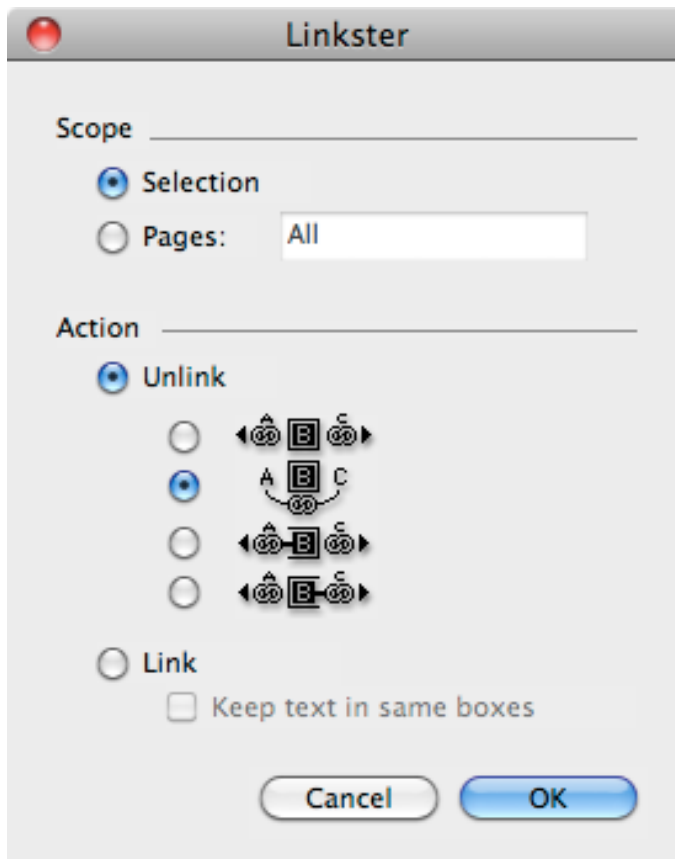 Linkster
Scope
Selection
Pages: All
Action
Unlink
A B C
A B C
A B C
A B C
Link
Keep text in same boxes
Cancel OK